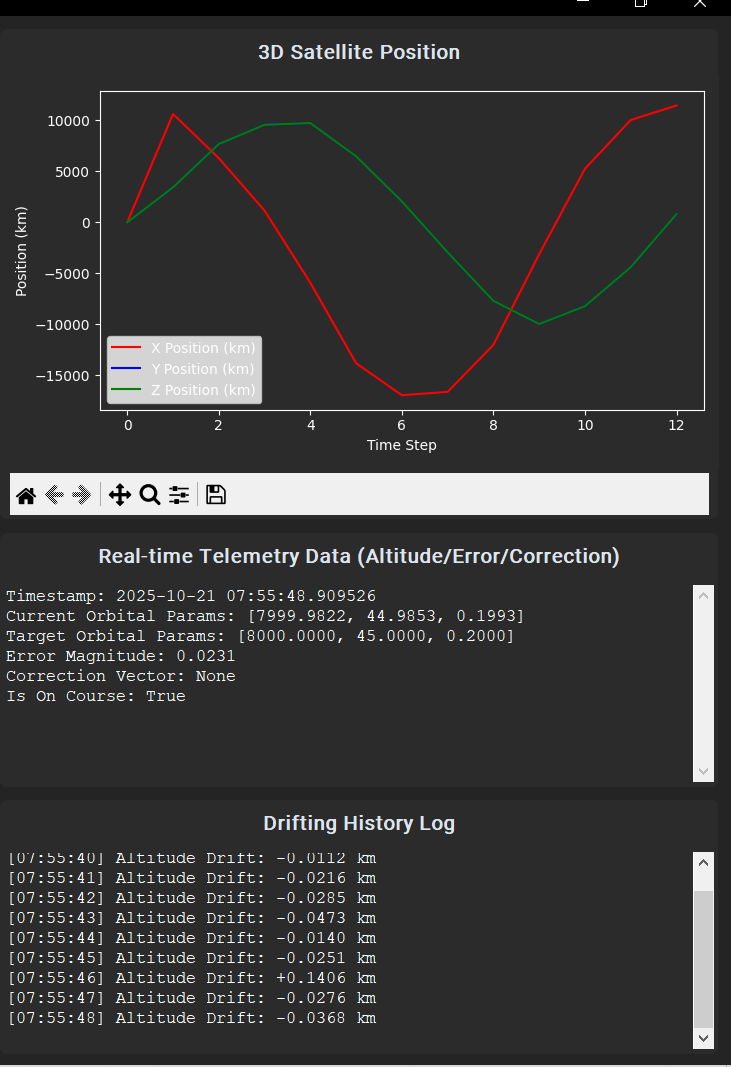 3D Satellite Position
10000
5000
0
−5000
−10000
−15000
Position (km)
X Position (km)
Y Position (km)
Z Position (km)
0 2 4 6 8 10 12
Time Step
Real-time Telemetry Data (Altitude/Error/Correction)
Timestamp: 2025-10-21 07:55:48.909526
Current Orbital Params: [7999.9822, 44.9853, 0.1993]
Target Orbital Params: [8000.0000, 45.0000, 0.2000]
Error Magnitude: 0.0231
Correction Vector: None
Is On Course: True
Drifting History Log
[07:55:40] Altitude Drift: -0.0112 km
[07:55:41] Altitude Drift: -0.0216 km
[07:55:42] Altitude Drift: -0.0285 km
[07:55:43] Altitude Drift: -0.0473 km
[07:55:44] Altitude Drift: -0.0140 km
[07:55:45] Altitude Drift: -0.0251 km
[07:55:46] Altitude Drift: +0.1406 km
[07:55:47] Altitude Drift: -0.0276 km
[07:55:48] Altitude Drift: -0.0368 km